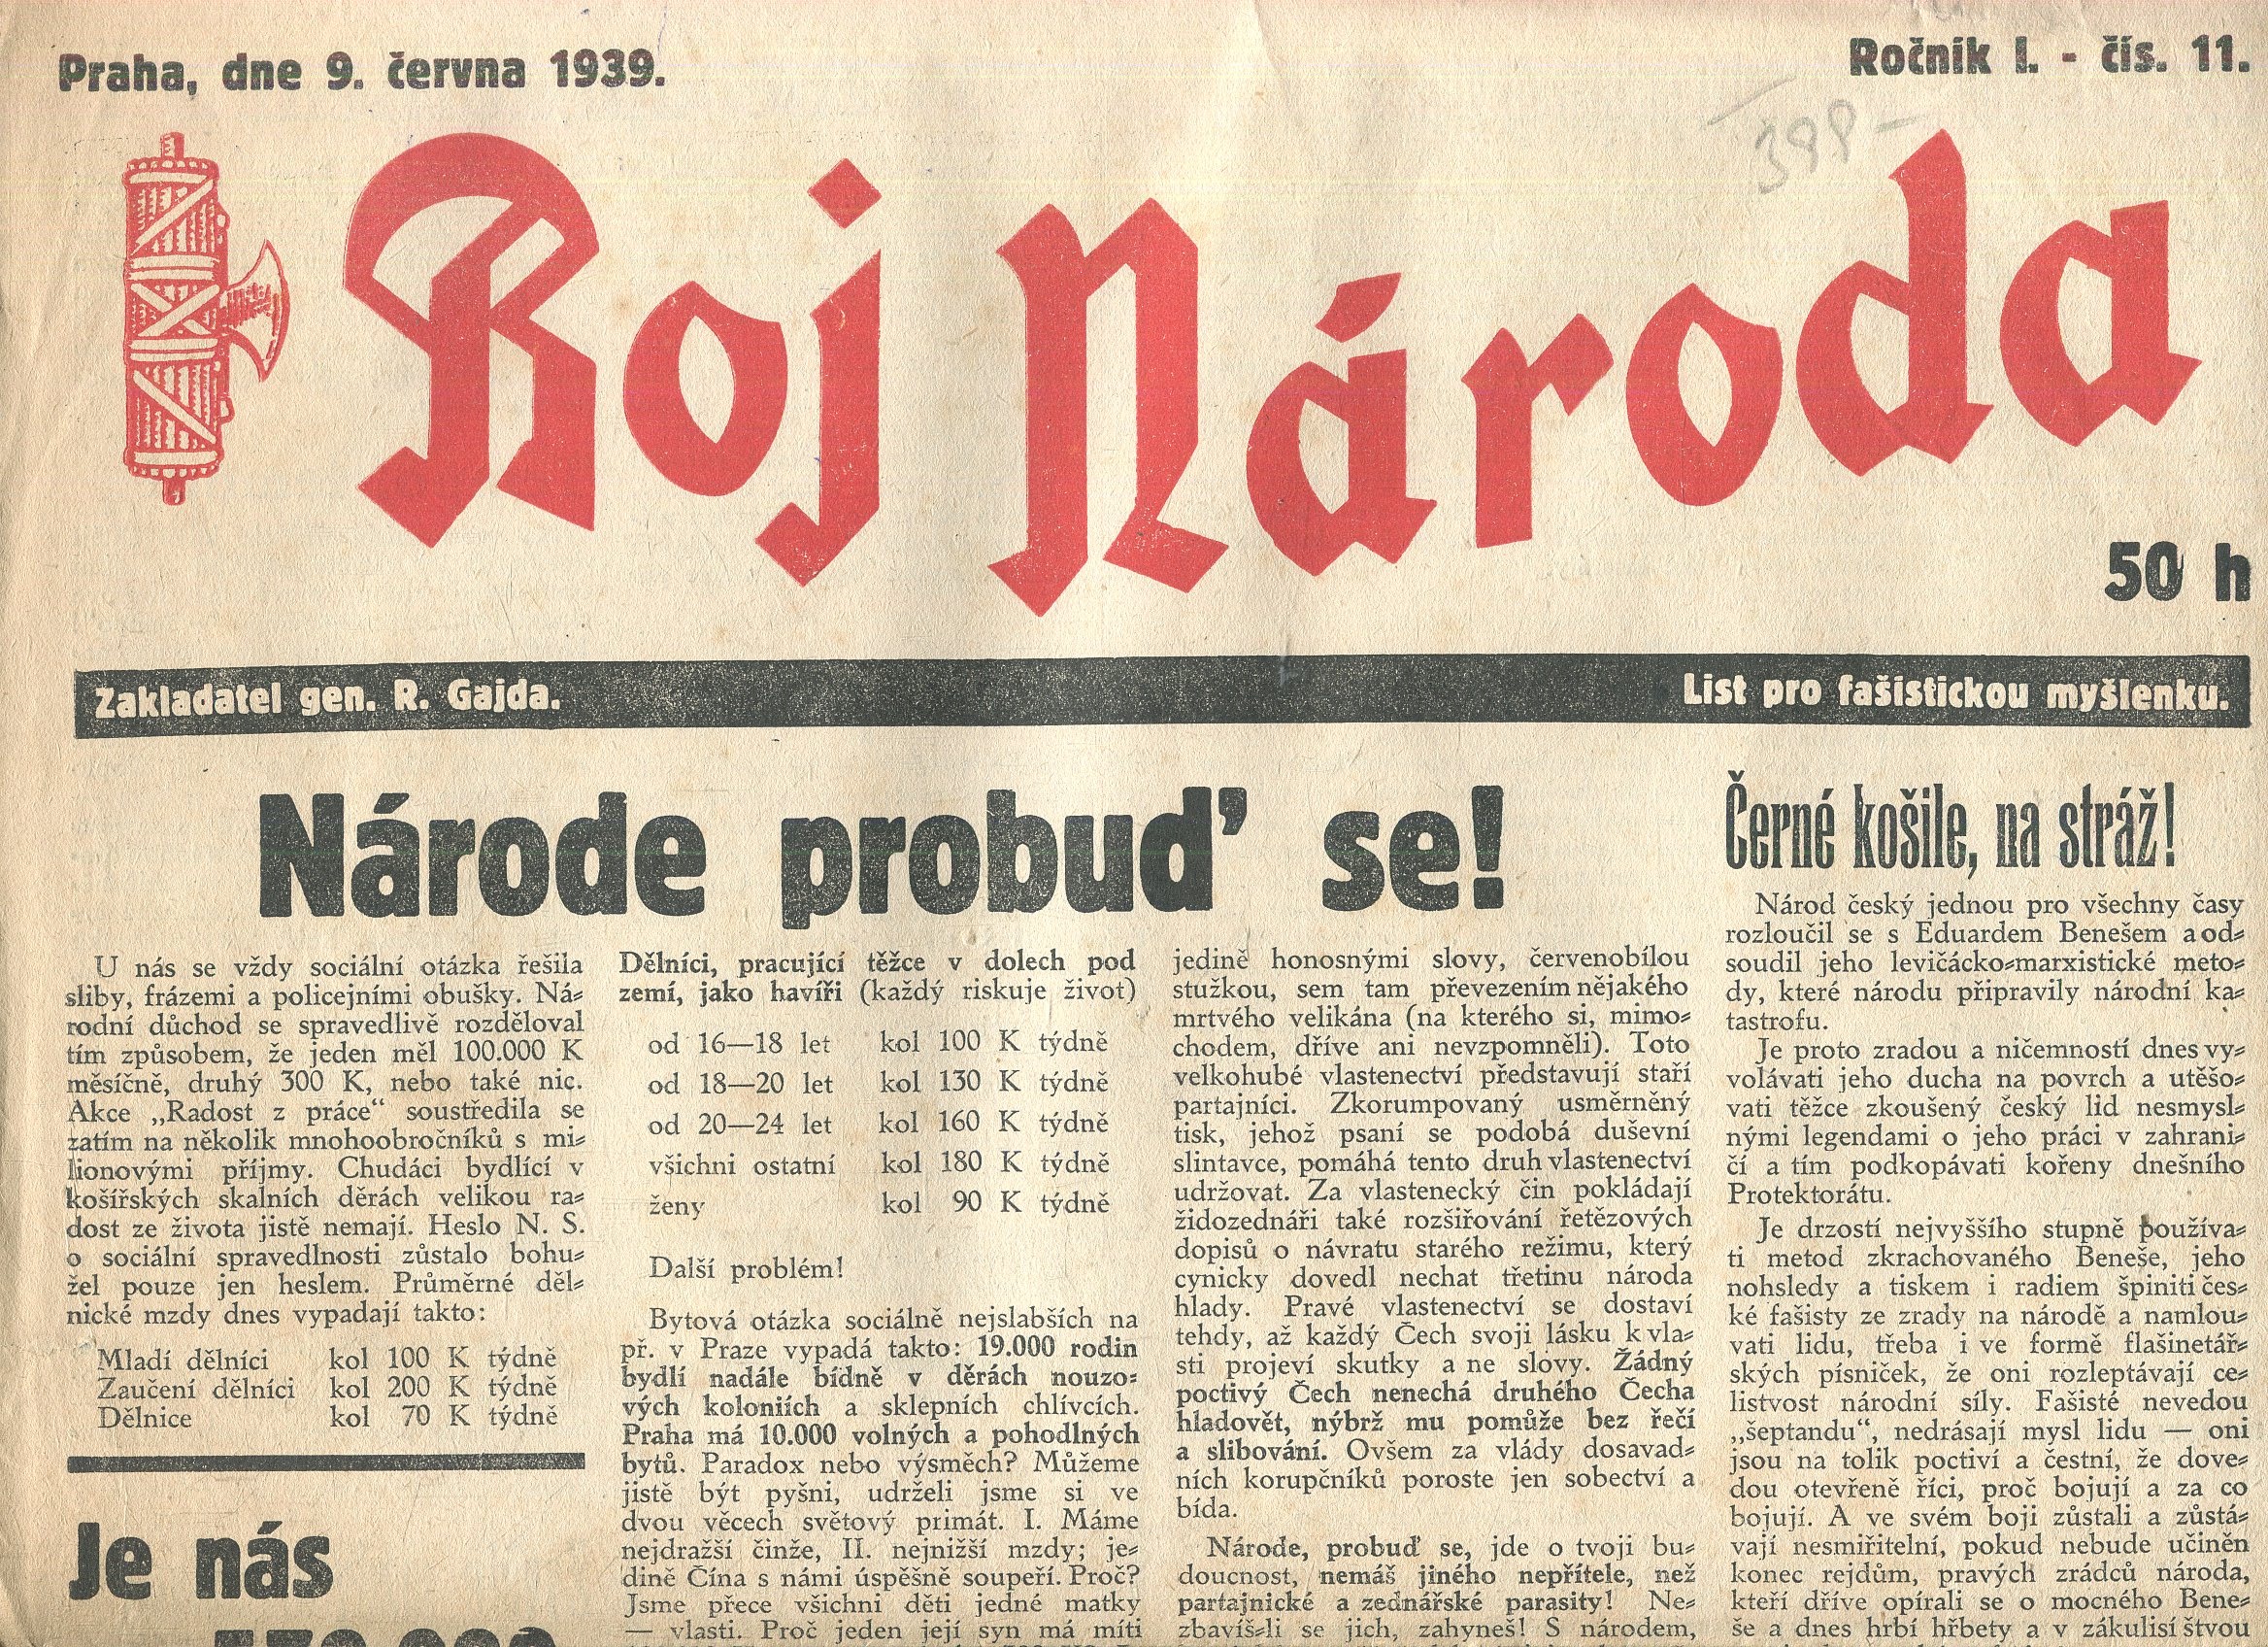 Praha, dne 9. června 1939.
Ročník I. - čís. 11.
399-
Boj Národa
50 h
Zakladatel gen. R. Gajda.
List pro fašistickou myšlenku.
Národe probuď se!
U nás se vždy sociální otázka řešila
sliby, frázemi a policejními obušky. Ná-
rodní důchod se spravedlivě rozděloval
tím způsobem, že jeden měl 100.000 K
měsíčně, druhý 300 K, nebo také nic.
Akce „Radost z práce“ soustředila se
zatím na několik mnohoobročníků s mi-
lionovými příjmy. Chudáci bydlící v
košířských skalních děrách velikou ra-
dost ze života jistě nemají. Heslo N. S.
o sociální spravedlnosti zůstalo bohu-
žel pouze jen heslem. Průměrné děl-
nické mzdy dnes vypadají takto:
Mladí dělníci kol 100 K týdně
Zaučení dělníci kol 200 K týdně
Dělnice kol 70 K týdně
Je nás
Dělníci, pracující těžce v dolech pod
zemí, jako havíři (každý riskuje život)
od 16—18 let kol 100 K týdně
od 18—20 let kol 130 K týdně
od 20—24 let kol 160 K týdně
všichni ostatní kol 180 K týdně
ženy kol 90 K týdně
Další problém!
Bytová otázka sociálně nejslabších na
př. v Praze vypadá takto: 19.000 rodin
bydlí nadále bídně v děrách nouzo-
vých koloniích a sklepních chlívcích.
Praha má 10.000 volných a pohodlných
bytů. Paradox nebo výsměch? Můžeme
jistě být pyšni, udrželi jsme si ve
dvou věcech světový primát. I. Máme
nejdražší činže, II. nejnižší mzdy; je-
dině Čína s námi úspěšně soupeří. Proč?
Jsme přece všichni děti jedné matky
— vlasti. Proč jeden její syn má míti
jedině honosnými slovy, červenobílou
stužkou, sem tam převezením nějakého
mrtvého velikána (na kterého si, mimo-
chodem, dříve ani nevzpomněli). Toto
velkohubé vlastenectví představují staří
partajníci. Zkorumpovaný usměrněný
tisk, jehož psaní se podobá duševní
slintavce, pomáhá tento druh vlastenectví
udržovat. Za vlastenecký čin pokládají
židozednáři také rozšiřování řetězových
dopisů o návratu starého režimu, který
cynicky dovedl nechat třetinu národa
hlady. Pravé vlastenectví se dostaví
tehdy, až každý Čech svoji lásku k vla-
sti projeví skutky a ne slovy. Žádný
poctivý Čech nenechá druhého Čecha
hladovět, nýbrž mu pomůže bez řečí
a slibování. Ovšem za vlády dosavad-
ních korupčníků poroste jen sobectví a
bída.
Národe, probuď se, jde o tvoji bu-
doucnost, nemáš jiného nepřítele, než
partajnické a zednářské parasity! Ne-
zbavíš-li se jich, zahyneš! S národem,
Černé košile, na stráž!
Národ český jednou pro všechny časy
rozloučil se s Eduardem Benešem a od-
soudil jeho levičácko-marxistické meto-
dy, které národu připravily národní ka-
tastrofu.
Je proto zradou a ničemností dnes vy-
volávati jeho ducha na povrch a utěšo-
vati těžce zkoušený český lid nesmysl-
nými legendami o jeho práci v zahrani-
čí a tím podkopávati kořeny dnešního
Protektorátu.
Je drzostí nejvyššího stupně používa-
ti metod zkrachovaného Beneše, jeho
nohsledy a tiskem i radiem špiniti čes-
ké fašisty ze zrady na národě a namlou-
vati lidu, třeba i ve formě flašinetář-
ských písniček, že oni rozleptávají ce-
listvost národní síly. Fašisté nevedou
„šeptandu“, nedrásají mysl lidu — oni
jsou na tolik poctiví a čestní, že dove-
dou otevřeně říci, proč bojují a za co
bojují. A ve svém boji zůstali a zůstá-
vají nesmiřitelní, pokud nebude učiněn
konec rejdům, pravých zrádců národa,
kteří dříve opírali se o mocného Bene-
še a dnes hrbí hřbety a v zákulisí štvou